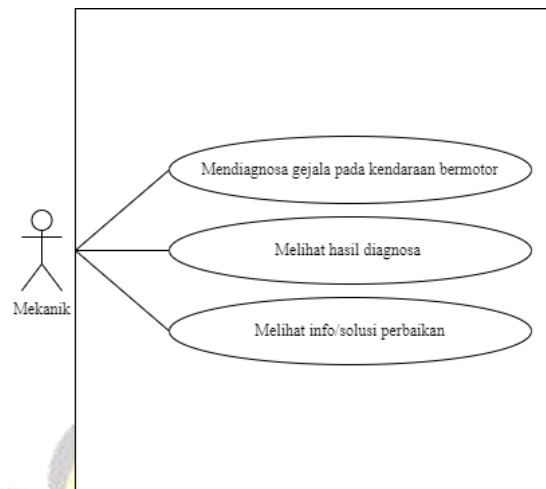 Mendiagnosa gejala pada kendaraan bermotor
Melihat hasil diagnosa
Mekanik
Melihat info/solusi perbaikan